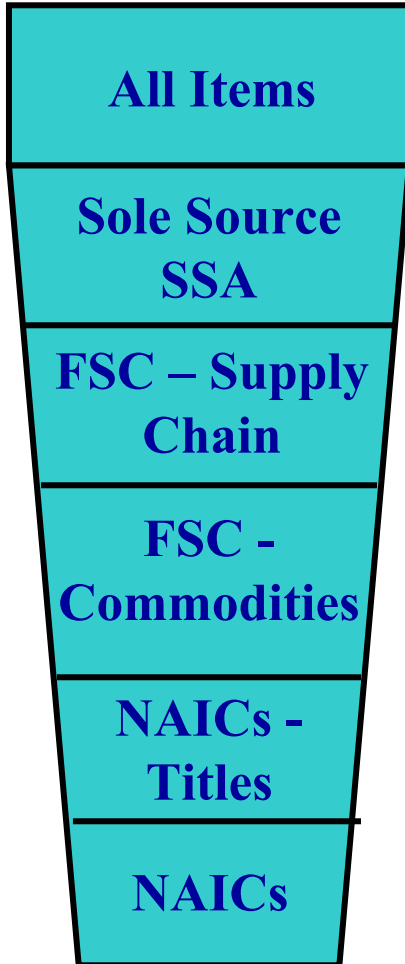 All Items
Sole Source
SSA
FSC – Supply
Chain
FSC -
Commodities
NAICs -
Titles
NAICs